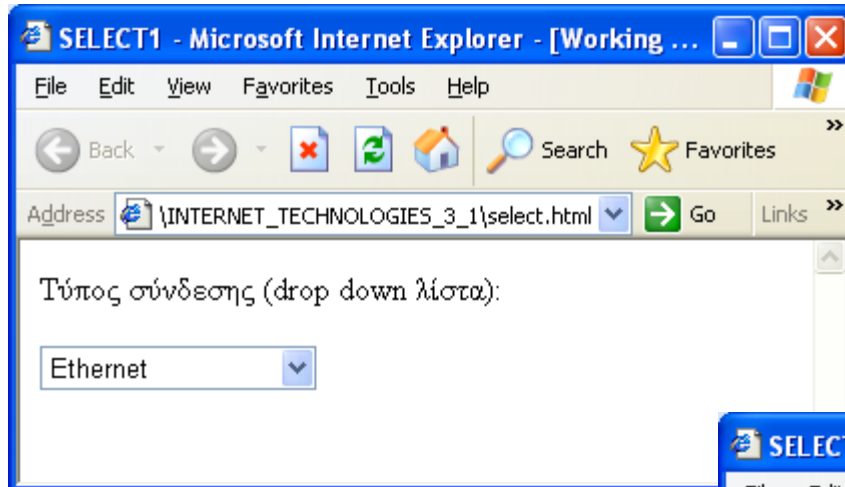 SELECT1 - Microsoft Internet Explorer - [Working ...
File Edit View Favorites Tools Help
Back Search Favorites »
Address \INTERNET_TECHNOLOGIES_3_1\select.html Go Links »
Τύπος σύνδεσης (drop down λίστα):
Ethernet
SELECT